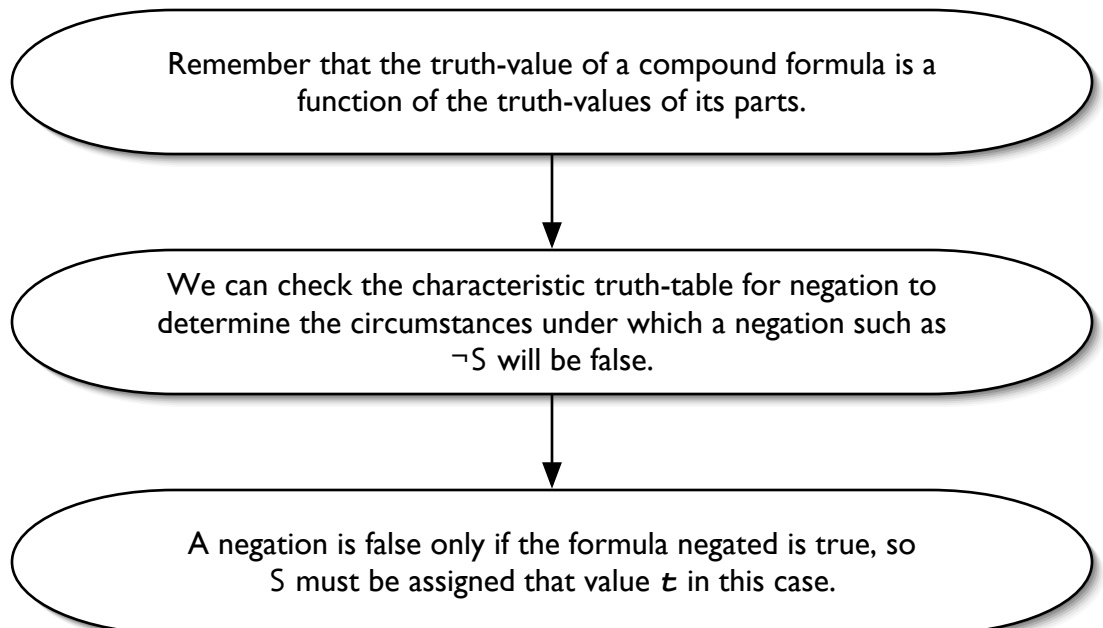 Remember that the truth-value of a compound formula is a
function of the truth-values of its parts.
We can check the characteristic truth-table for negation to
determine the circumstances under which a negation such as
¬S will be false.
A negation is false only if the formula negated is true, so
S must be assigned that value t in this case.